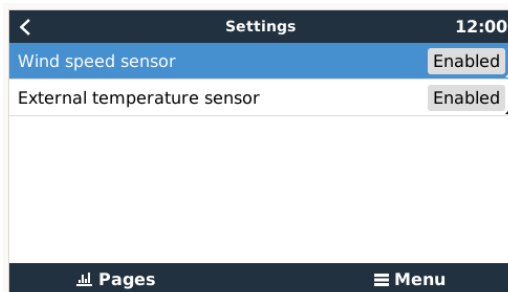 Settings 12:00
Wind speed sensor Enabled
External temperature sensor Enabled
Pages Menu